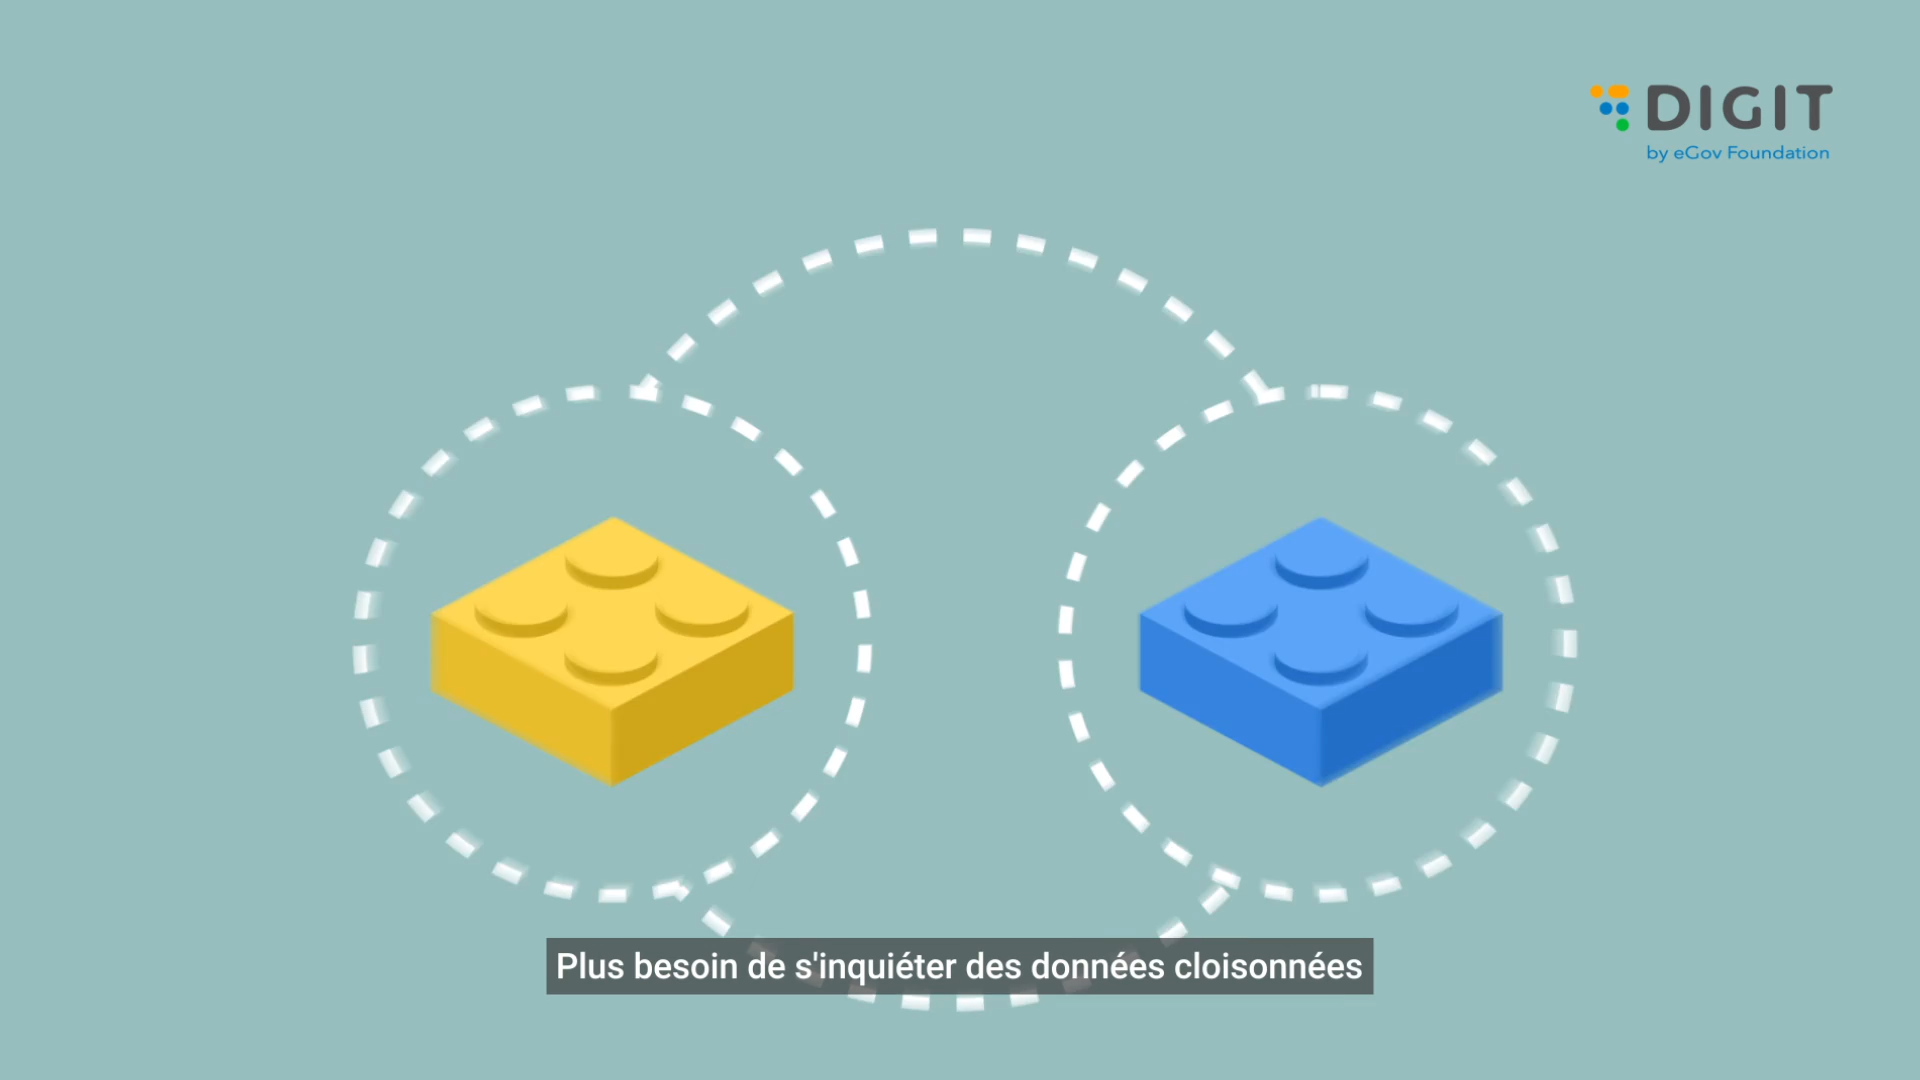 DIGIT
by eGov Foundation
Plus besoin de s'inquiéter des données cloisonnées